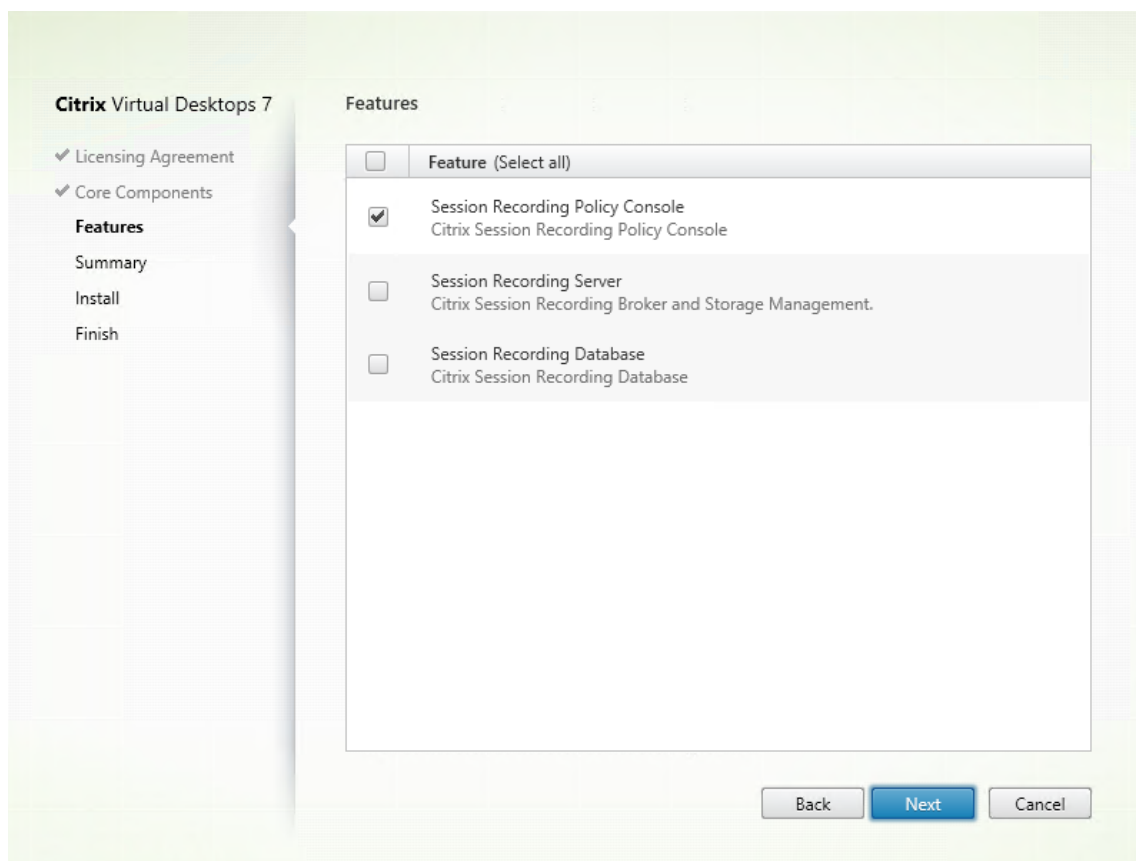 Citrix Virtual Desktops 7
Licensing Agreement
Core Components
Features
Summary
Install
Finish
Features
Feature (Select all)
Session Recording Policy Console
Citrix Session Recording Policy Console
Session Recording Server
Citrix Session Recording Broker and Storage Management.
Session Recording Database
Citrix Session Recording Database
Back Next Cancel